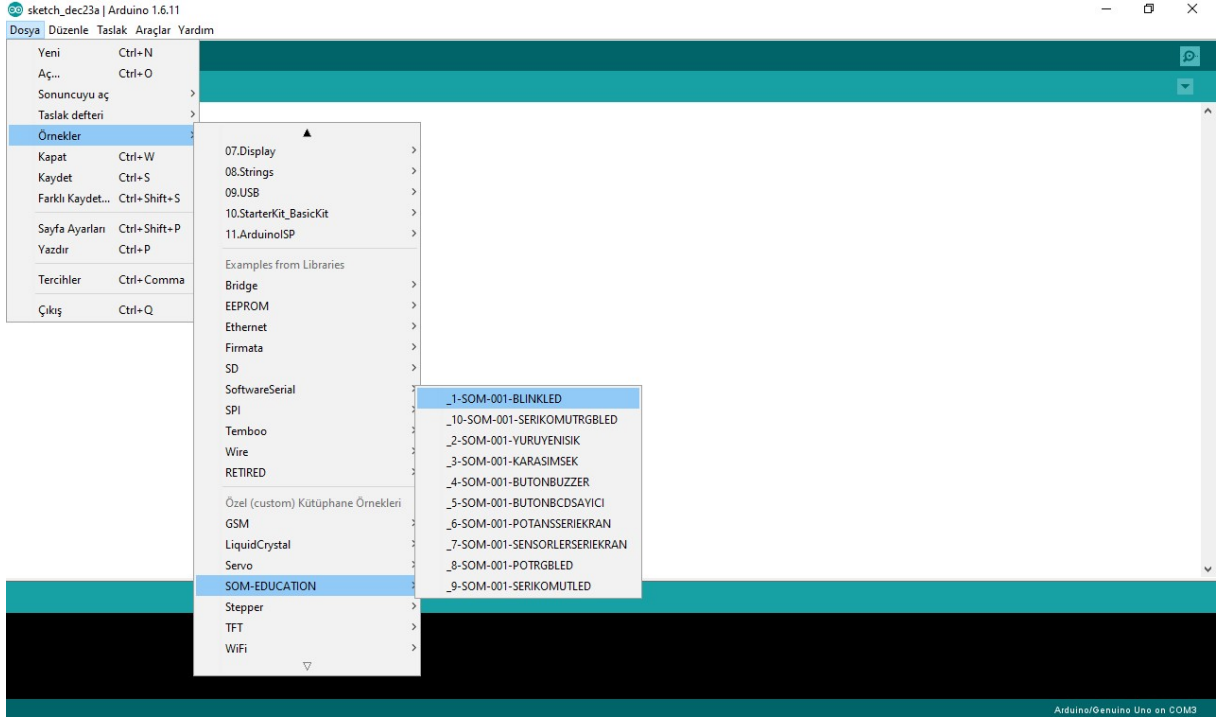 sketch_dec23a | Arduino 1.6.11
Dosya Düzenle Taslak Araçlar Yardım
Yeni Ctrl+N
Aç... Ctrl+O
Sonuncuyu aç
Taslak defteri
Örnekler
Kapat Ctrl+W
Kaydet Ctrl+S
Farklı Kaydet... Ctrl+Shift+S
Sayfa Ayarları Ctrl+Shift+P
Yazdır Ctrl+P
Tercihler Ctrl+Comma
Çıkış Ctrl+Q
07.Display
08.Strings
09.USB
10.StarterKit_BasicKit
11.ArduinoISP
Examples from Libraries
Bridge
EEPROM
Ethernet
Firmata
SD
SoftwareSerial
SPI
Temboo
Wire
RETIRED
Özel (custom) Kütüphane Örnekleri
GSM
LiquidCrystal
Servo
SOM-EDUCATION
Stepper
TFT
WiFi
_1-SOM-001-BLINKLED
_10-SOM-001-SERIKOMUTRGBLED
_2-SOM-001-YURUYENISIK
_3-SOM-001-KARASIMSEK
_4-SOM-001-BUTONBUZZER
_5-SOM-001-BUTONBCDSAYICI
_6-SOM-001-POTANSSERIEKRAN
_7-SOM-001-SENSORLERSERIEKRAN
_8-SOM-001-POTRGBLED
_9-SOM-001-SERIKOMUTLED
Arduino/Genuino Uno on COM3